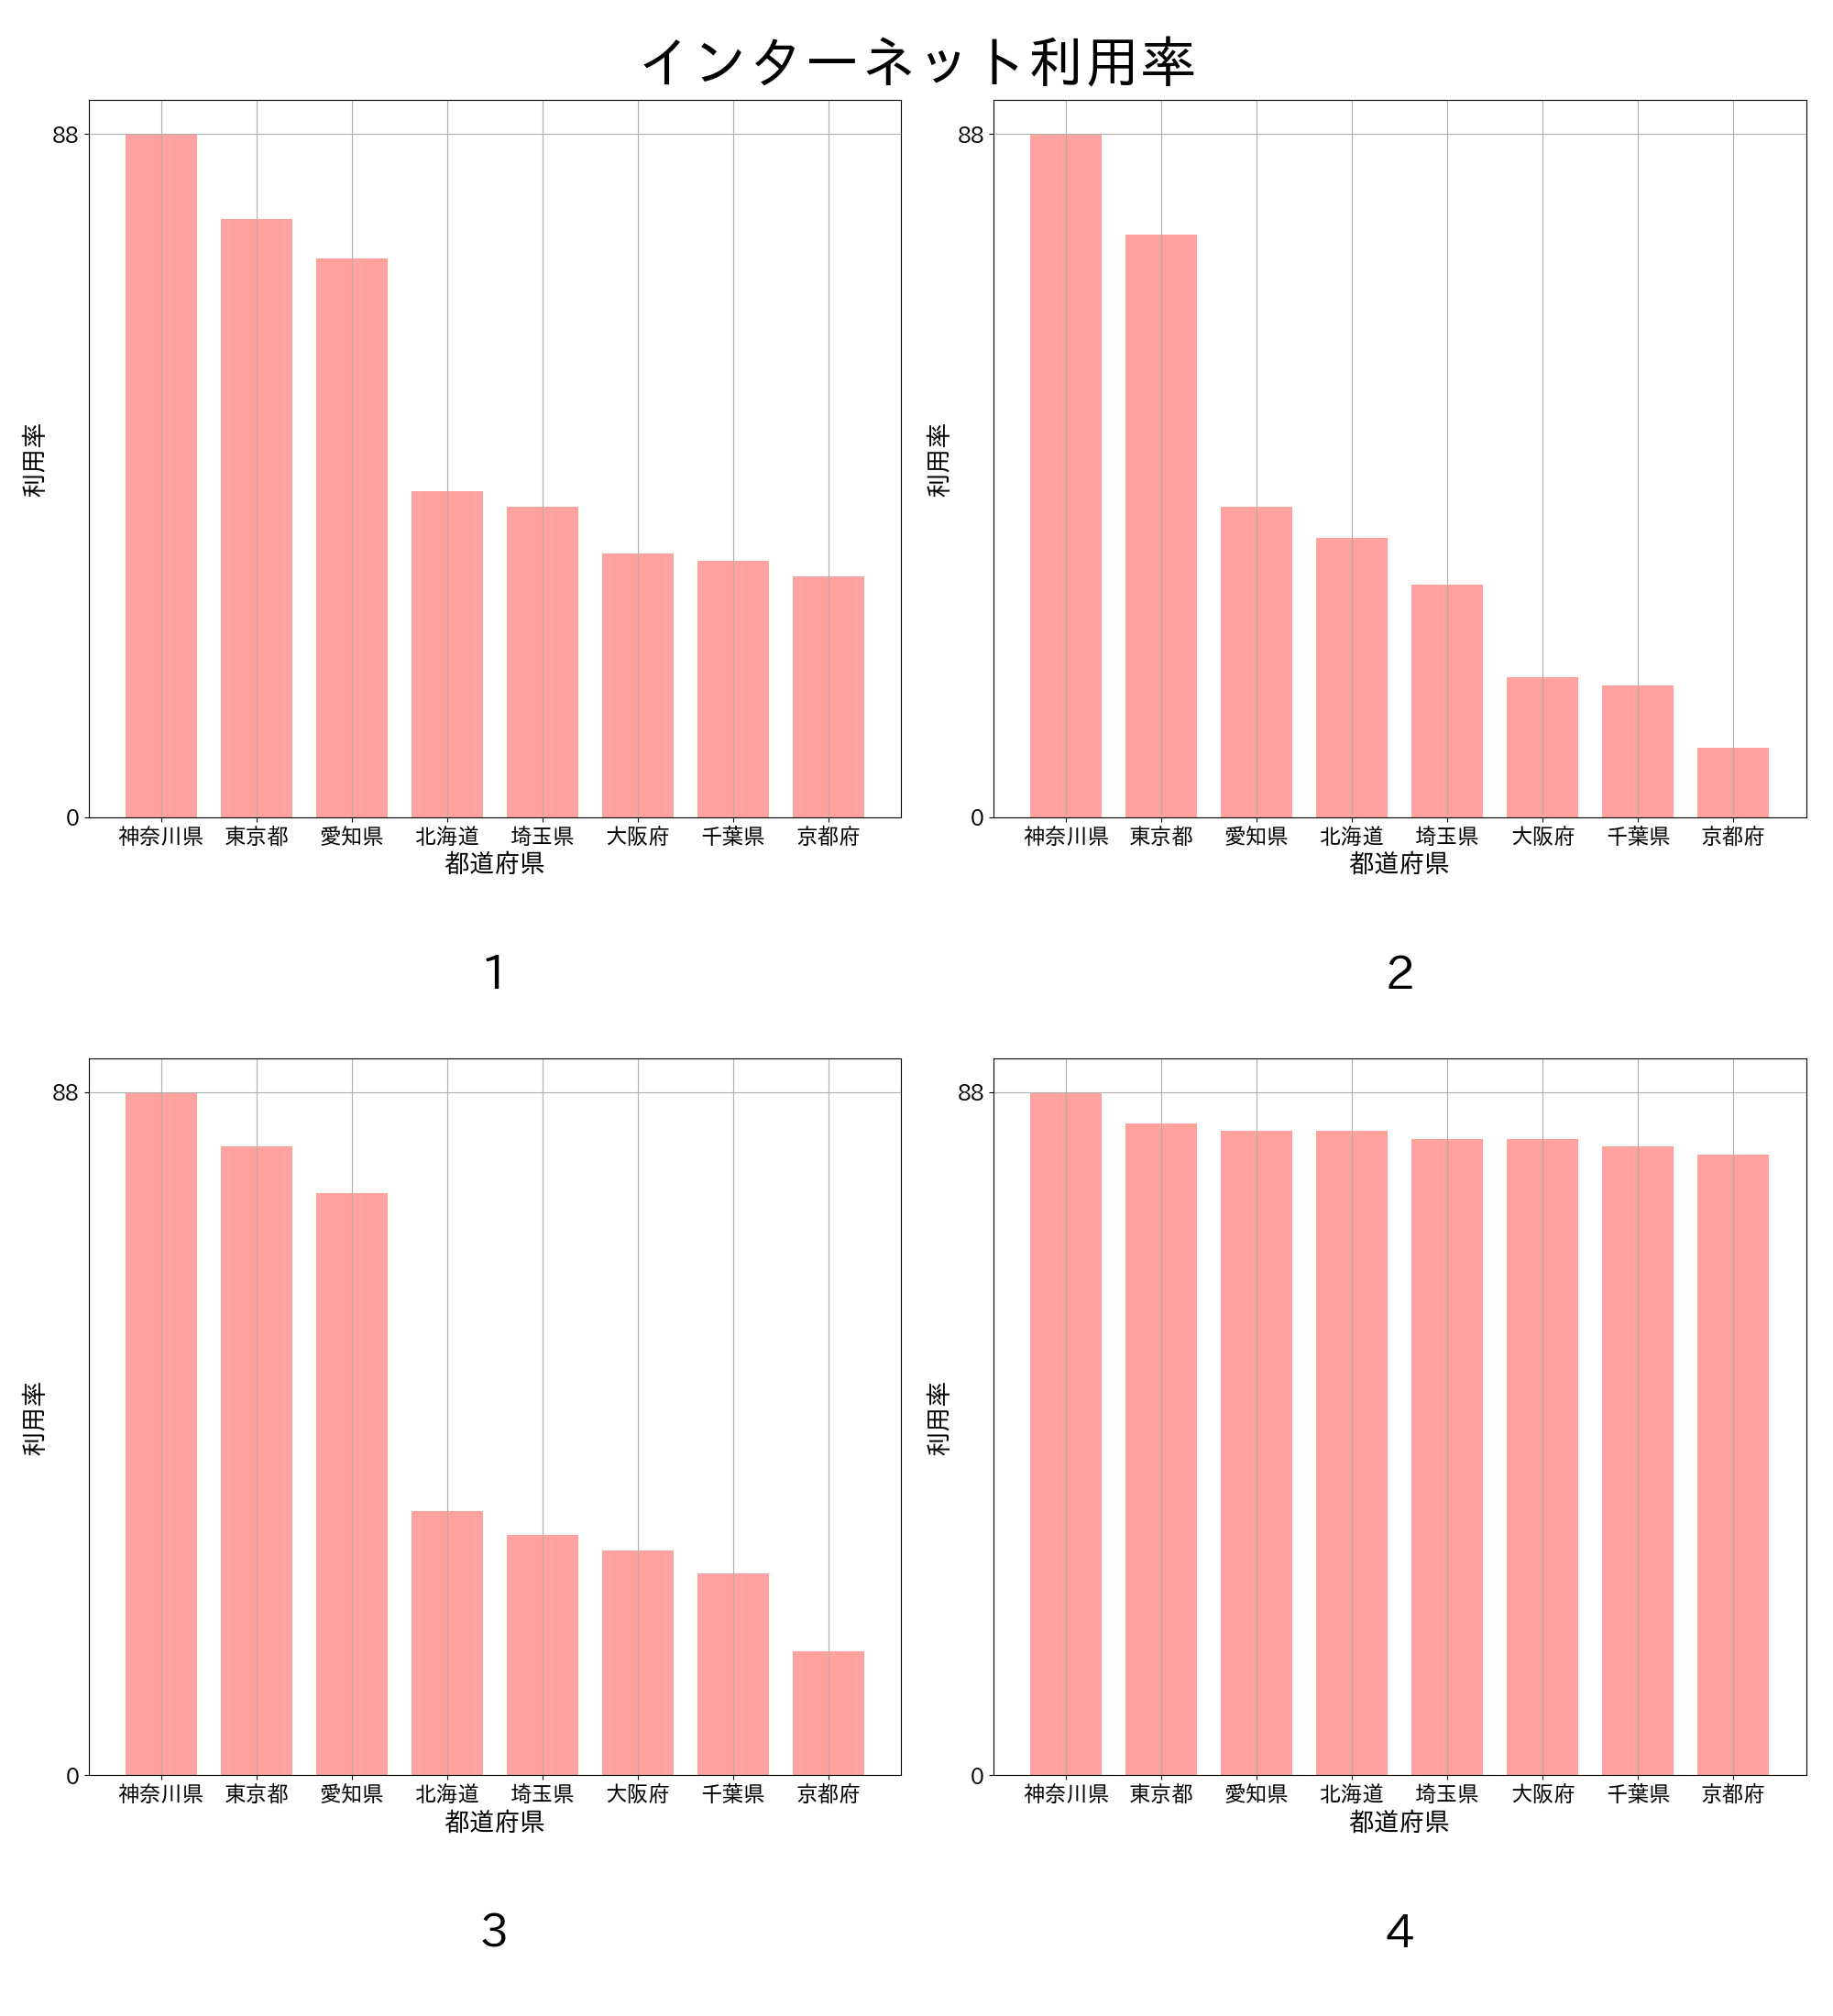 インターネット利用率
88
0
利用率
神奈川県 東京都 愛知県 北海道 埼玉県 大阪府 千葉県 京都府
都道府県
1
88
0
利用率
神奈川県 東京都 愛知県 北海道 埼玉県 大阪府 千葉県 京都府
都道府県
2
88
0
利用率
神奈川県 東京都 愛知県 北海道 埼玉県 大阪府 千葉県 京都府
都道府県
3
88
0
利用率
神奈川県 東京都 愛知県 北海道 埼玉県 大阪府 千葉県 京都府
都道府県
4